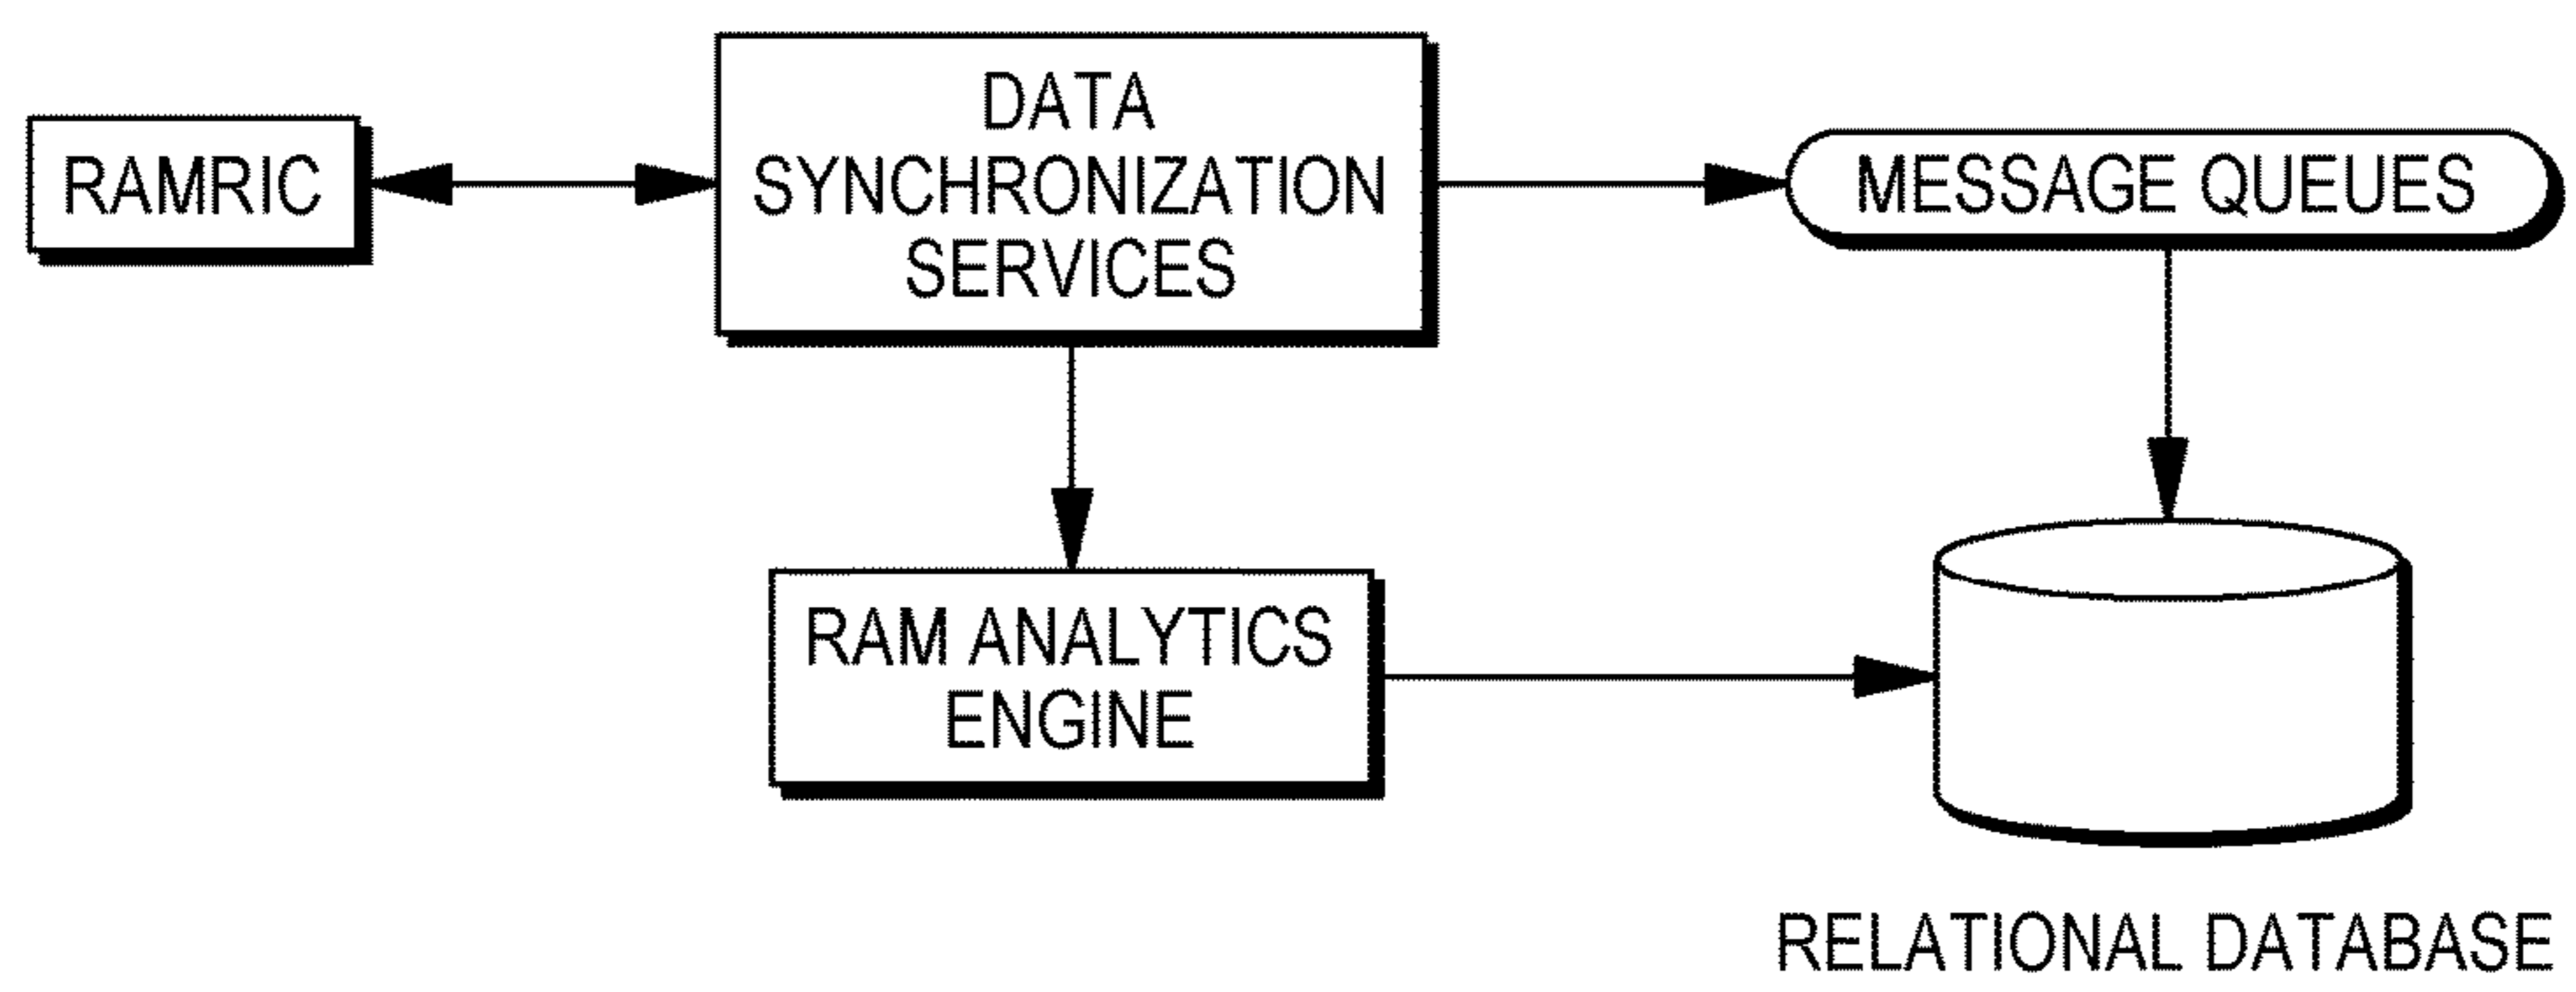 RAMRIC
DATA
SYNCHRONIZATION
SERVICES
MESSAGE QUEUES
RAM ANALYTICS
ENGINE
RELATIONAL DATABASE